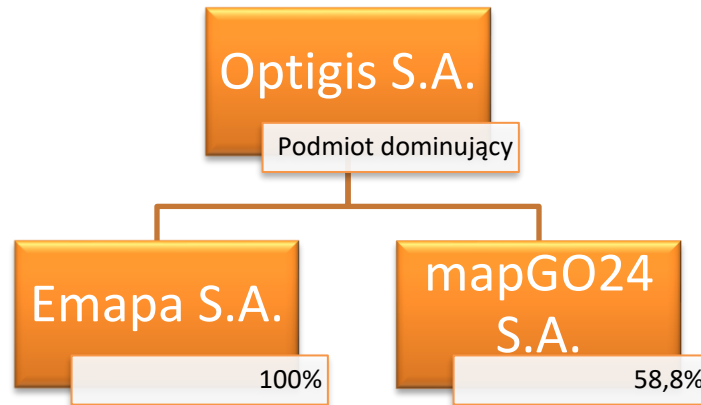 Optigis S.A.
Podmiot dominujący
Emapa S.A.
100%
mapGO24
S.A.
58,8%